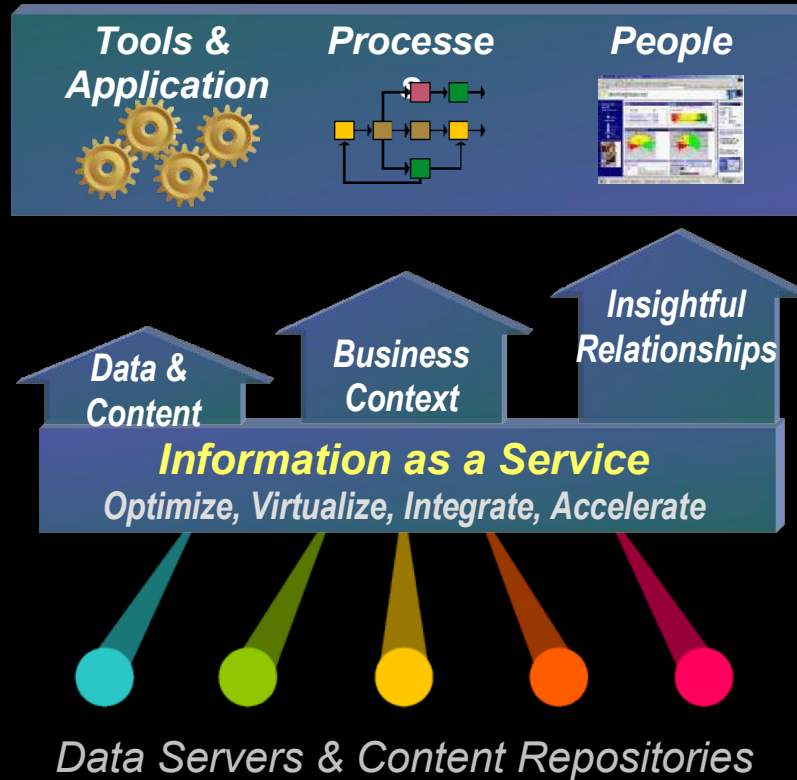 Tools &
Application
Processe
s
People
Data &
Content
Business
Context
Insightful
Relationships
Information as a Service
Optimize, Virtualize, Integrate, Accelerate
Data Servers & Content Repositories